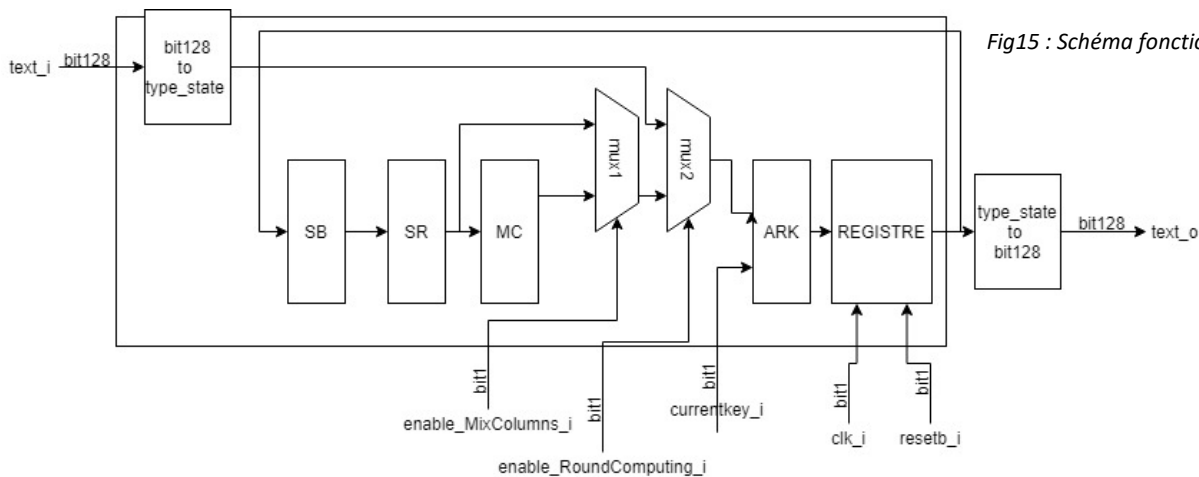 Fig15 : Schéma fonctio
bit128
to
type_state
text_i
bit128
mux1
mux2
SB
SR
MC
ARK
REGISTRE
type_state
to
bit128
bit128
text_o
bit1
enable_MixColumns_i
bit1
enable_RoundComputing_i
bit1
currentkey_i
bit1
clk_i
bit1
resetb_i